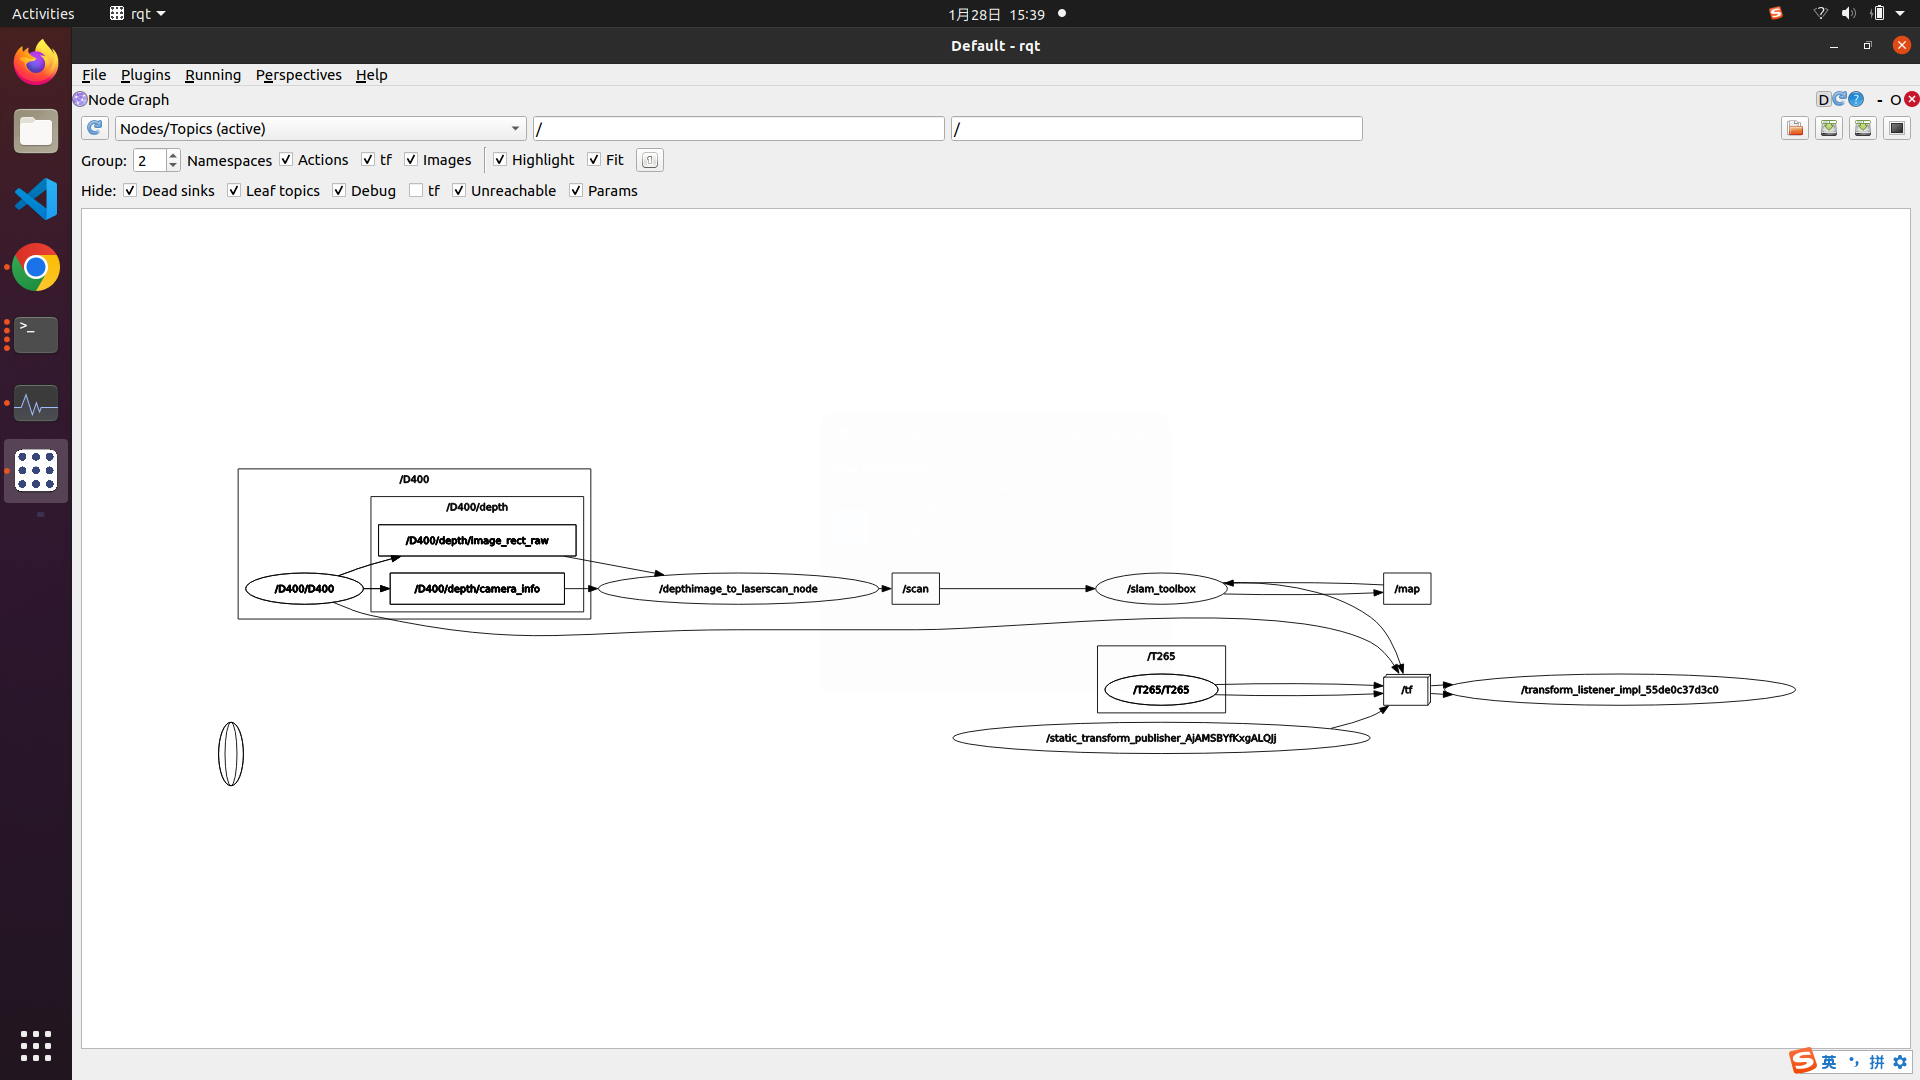 Activities rqt 1月28日 15:39
Default - rqt
File Plugins Running Perspectives Help
Node Graph D - O
Nodes/Topics (active) / /
Group: 2 Namespaces Actions tf Images Highlight Fit
Hide: Dead sinks Leaf topics Debug tf Unreachable Params
/D400
/D400/depth
/D400/depth/image_rect_raw
/D400/D400 /D400/depth/camera_info /depthimage_to_laserscan_node /scan /slam_toolbox /map
/T265
/T265/T265 /tf /transform_listener_impl_55de0c37d3c0
/static_transform_publisher_AjAMSBYfKxgALQJj
英 拼